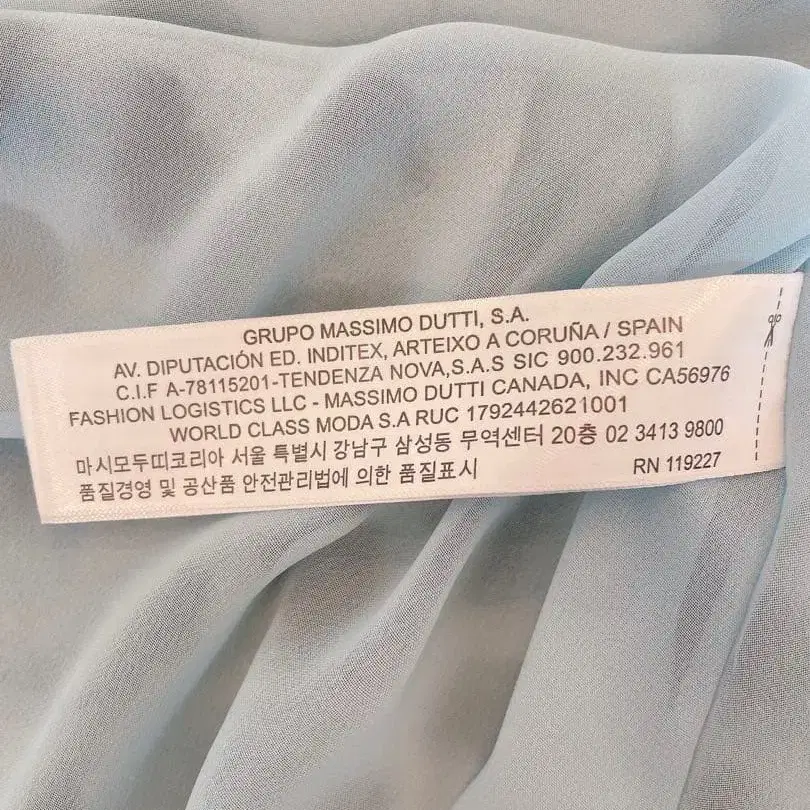 GRUPO MASSIMO DUTTI, S.A.
AV. DIPUTACIÓN ED. INDITEX, ARTEIXO A CORUÑA / SPAIN
C.I.F A-78115201-TENDENZA NOVA,S.A.S SIC 900.232.961
FASHION LOGISTICS LLC - MASSIMO DUTTI CANADA, INC CA56976
WORLD CLASS MODA S.A RUC 1792442621001
마시모두띠코리아 서울 특별시 강남구 삼성동 무역센터 20층 02 3413 9800
품질경영 및 공산품 안전관리법에 의한 품질표시 RN 119227